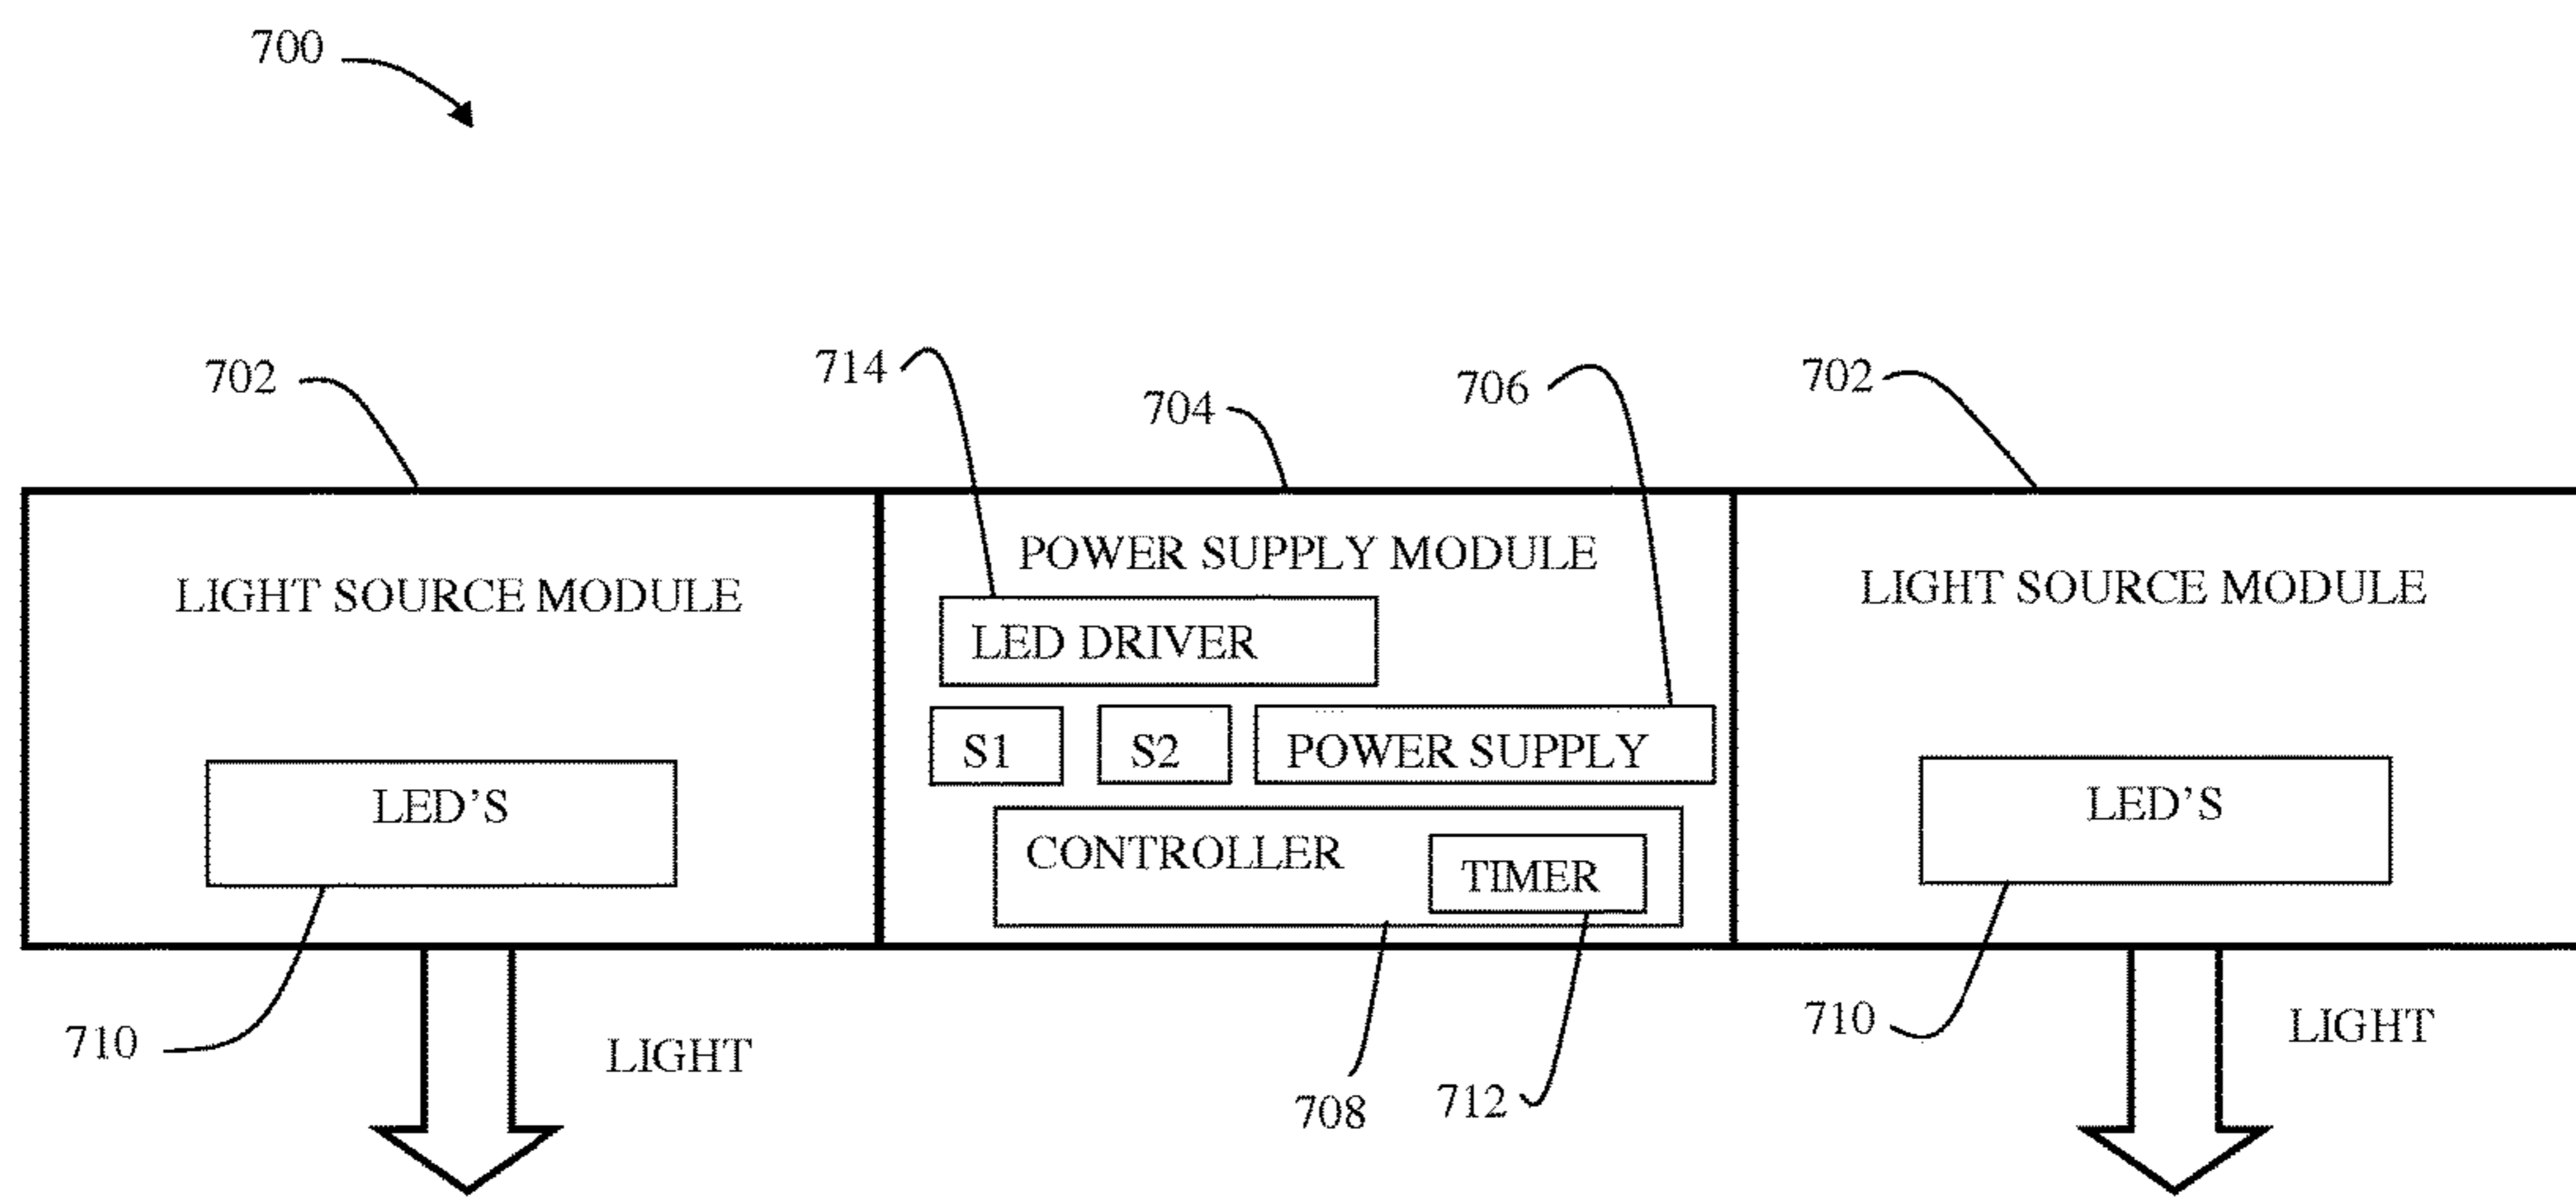 700
702
714
704
706
702
LIGHT SOURCE MODULE
POWER SUPPLY MODULE
LIGHT SOURCE MODULE
LED DRIVER
S1
S2
POWER SUPPLY
LED'S
CONTROLLER
TIMER
LED'S
710
LIGHT
708
712
710
LIGHT